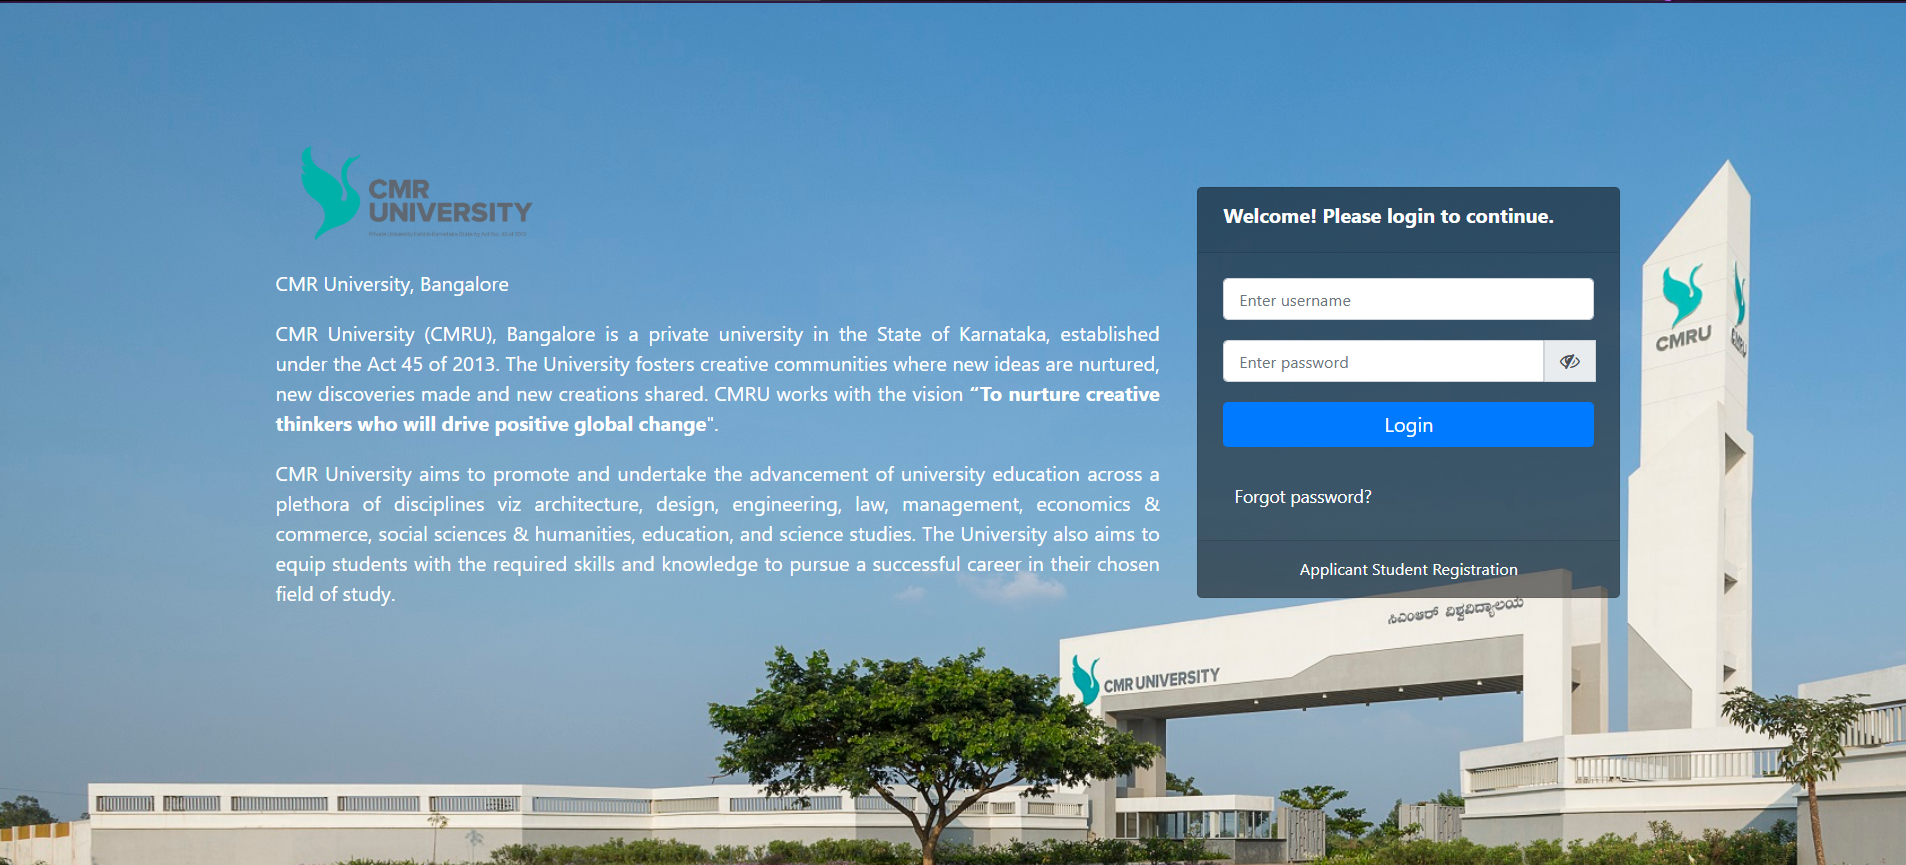 CMR
UNIVERSITY
CMR University, Bangalore
CMR University (CMRU), Bangalore is a private university in the State of Karnataka, established
under the Act 45 of 2013. The University fosters creative communities where new ideas are nurtured,
new discoveries made and new creations shared. CMRU works with the vision “To nurture creative
thinkers who will drive positive global change".
CMR University aims to promote and undertake the advancement of university education across a
plethora of disciplines viz architecture, design, engineering, law, management, economics &
commerce, social sciences & humanities, education, and science studies. The University also aims to
equip students with the required skills and knowledge to pursue a successful career in their chosen
field of study.
Welcome! Please login to continue.
Enter username
Enter password
Login
Forgot password?
Applicant Student Registration
CMRU
CMRU
ಸಿಎಂಆರ್ ವಿಶ್ವವಿದ್ಯಾಲಯ
CMR UNIVERSITY